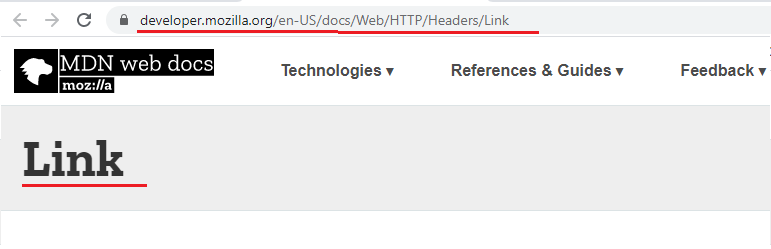 developer.mozilla.org/en-US/docs/Web/HTTP/Headers/Link
MDN web docs
moz://a
Technologies ▾
References & Guides ▾
Feedback ▾
Link